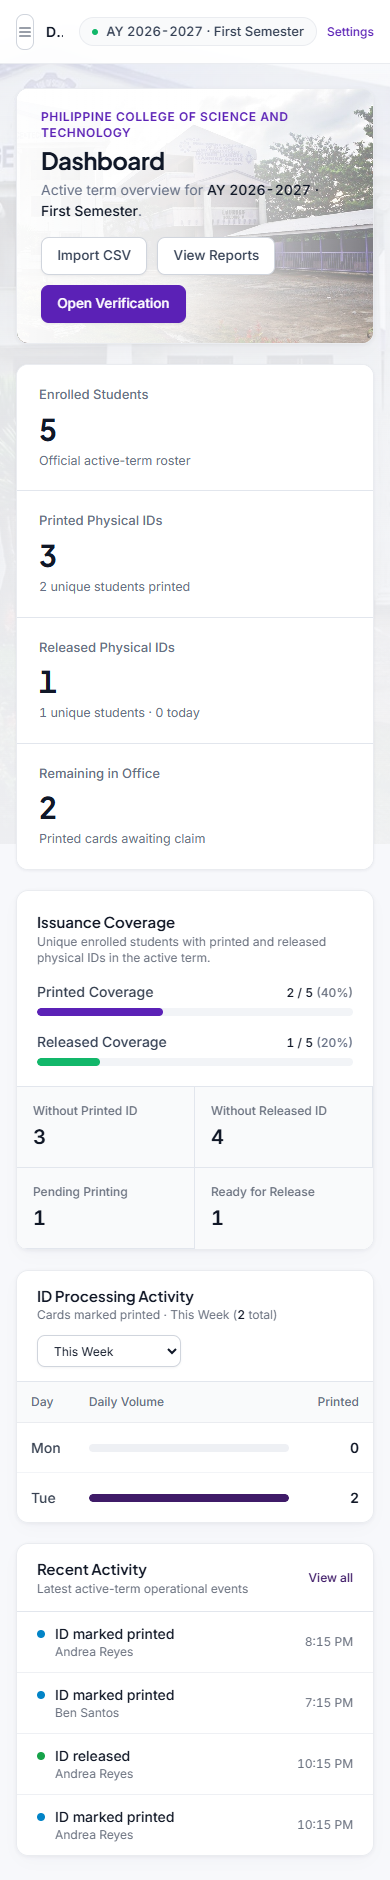 D..
AY 2026-2027 · First Semester
Settings
PHILIPPINE COLLEGE OF SCIENCE AND
TECHNOLOGY
Dashboard
Active term overview for AY 2026-2027 ·
First Semester.
Import CSV
View Reports
Open Verification
Enrolled Students
5
Official active-term roster
Printed Physical IDs
3
2 unique students printed
Released Physical IDs
1
1 unique students · 0 today
Remaining in Office
2
Printed cards awaiting claim
Issuance Coverage
Unique enrolled students with printed and released
physical IDs in the active term.
Printed Coverage 2 / 5 (40%)
Released Coverage 1 / 5 (20%)
Without Printed ID
3
Without Released ID
4
Pending Printing
1
Ready for Release
1
ID Processing Activity
Cards marked printed · This Week (2 total)
This Week
Day Daily Volume Printed
Mon 0
Tue 2
Recent Activity
Latest active-term operational events
View all
ID marked printed
Andrea Reyes
8:15 PM
ID marked printed
Ben Santos
7:15 PM
ID released
Andrea Reyes
10:15 PM
ID marked printed
Andrea Reyes
10:15 PM